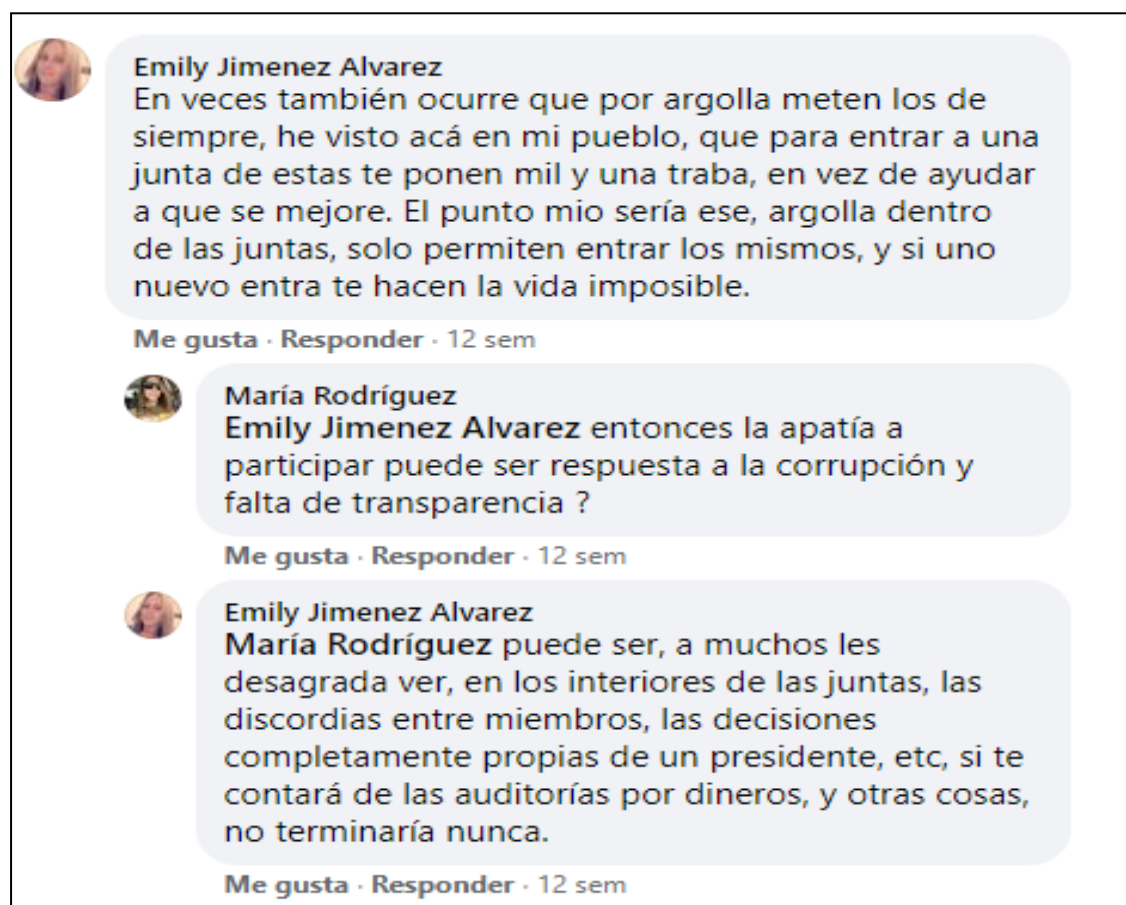 Emily Jimenez Alvarez
En veces también ocurre que por argolla meten los de
siempre, he visto acá en mi pueblo, que para entrar a una
junta de estas te ponen mil y una traba, en vez de ayudar
a que se mejore. El punto mio sería ese, argolla dentro
de las juntas, solo permiten entrar los mismos, y si uno
nuevo entra te hacen la vida imposible.
Me gusta · Responder · 12 sem
María Rodríguez
Emily Jimenez Alvarez entonces la apatía a
participar puede ser respuesta a la corrupción y
falta de transparencia ?
Me gusta · Responder · 12 sem
Emily Jimenez Alvarez
María Rodríguez puede ser, a muchos les
desagrada ver, en los interiores de las juntas, las
discordias entre miembros, las decisiones
completamente propias de un presidente, etc, si te
contará de las auditorías por dineros, y otras cosas,
no terminaría nunca.
Me gusta · Responder · 12 sem